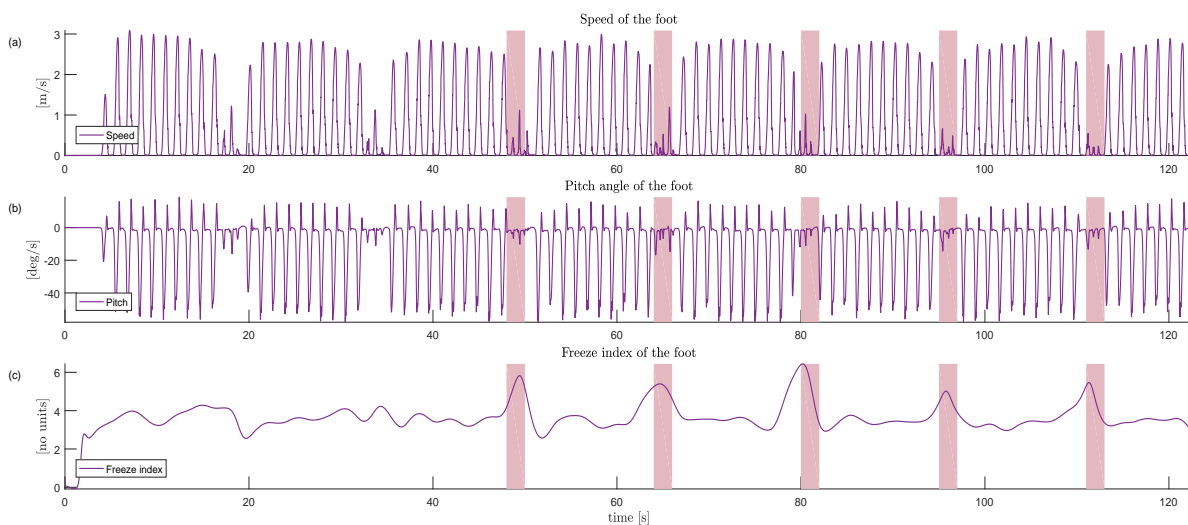 Speed of the foot
(a)
3
2
1
0
[m/s]
Speed
0 20 40 60 80 100 120
Pitch angle of the foot
(b)
0
-20
-40
[deg/s]
Pitch
0 20 40 60 80 100 120
Freeze index of the foot
(c)
6
4
2
0
[no units]
Freeze index
0 20 40 60 80 100 120
time [s]